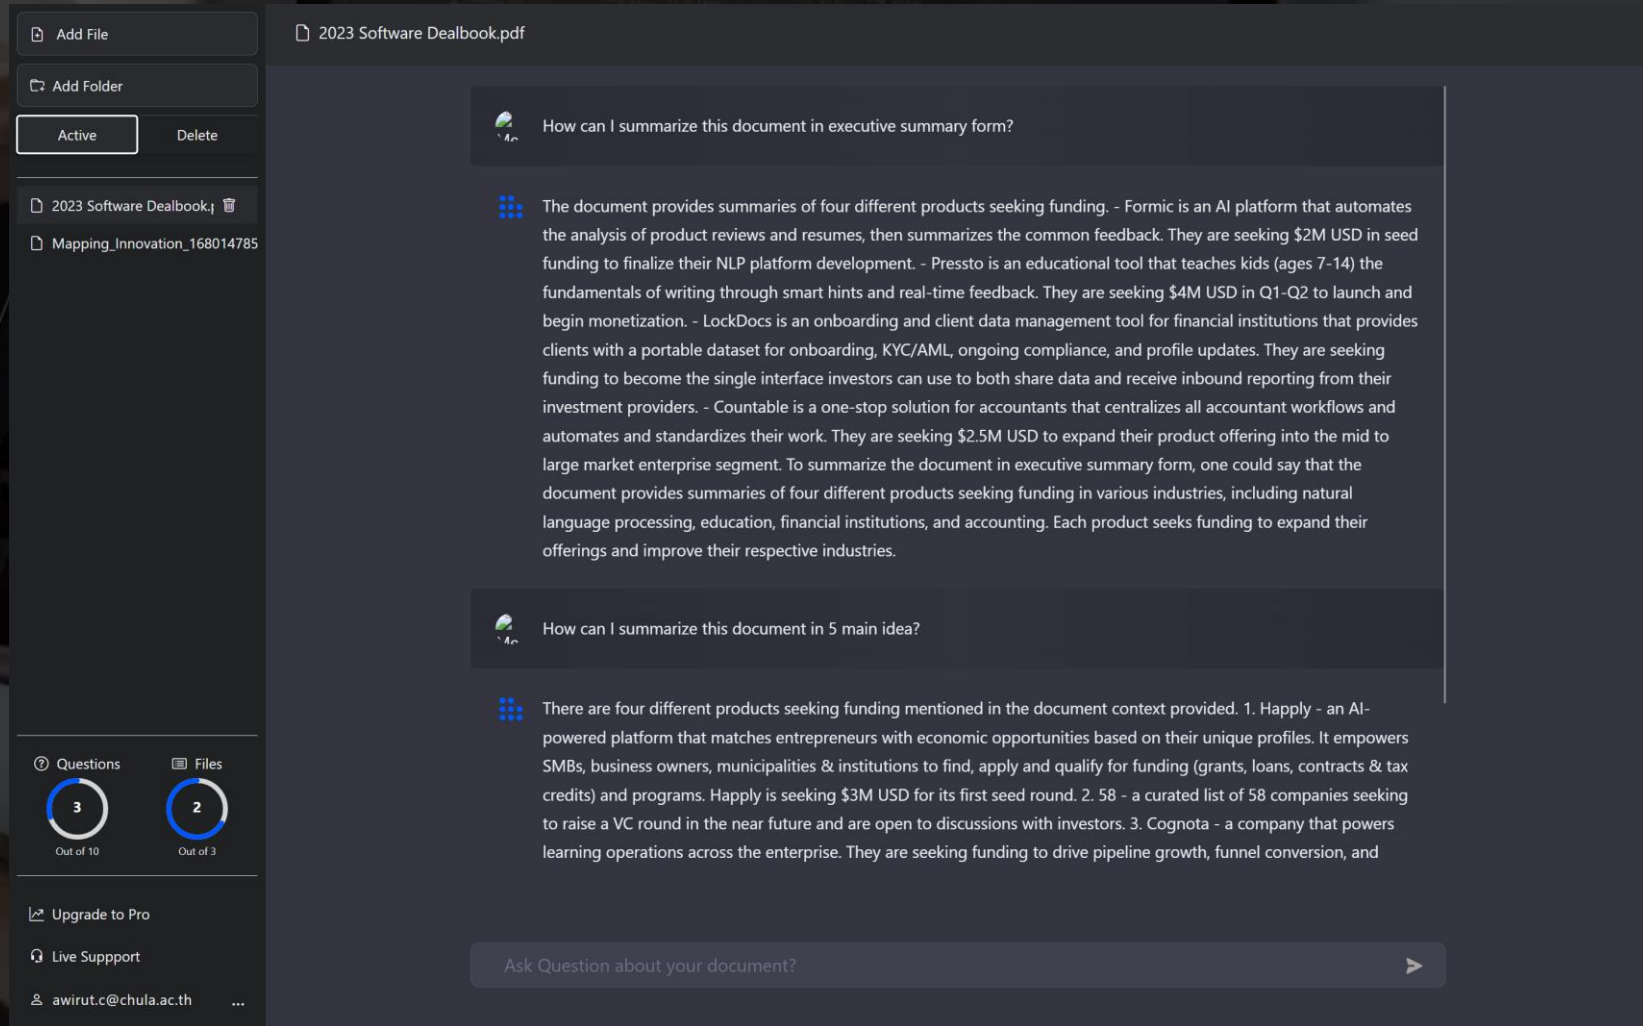 Add File
Add Folder
Active Delete
2023 Software Dealbook.p
Mapping_Innovation_168014785
Questions Files
3 2
Out of 10 Out of 3
Upgrade to Pro
Live Suppport
awirut.c@chula.ac.th ...
2023 Software Dealbook.pdf
How can I summarize this document in executive summary form?
The document provides summaries of four different products seeking funding. - Formic is an AI platform that automates
the analysis of product reviews and resumes, then summarizes the common feedback. They are seeking $2M USD in seed
funding to finalize their NLP platform development. - Pressto is an educational tool that teaches kids (ages 7-14) the
fundamentals of writing through smart hints and real-time feedback. They are seeking $4M USD in Q1-Q2 to launch and
begin monetization. - LockDocs is an onboarding and client data management tool for financial institutions that provides
clients with a portable dataset for onboarding, KYC/AML, ongoing compliance, and profile updates. They are seeking
funding to become the single interface investors can use to both share data and receive inbound reporting from their
investment providers. - Countable is a one-stop solution for accountants that centralizes all accountant workflows and
automates and standardizes their work. They are seeking $2.5M USD to expand their product offering into the mid to
large market enterprise segment. To summarize the document in executive summary form, one could say that the
document provides summaries of four different products seeking funding in various industries, including natural
language processing, education, financial institutions, and accounting. Each product seeks funding to expand their
offerings and improve their respective industries.
How can I summarize this document in 5 main idea?
There are four different products seeking funding mentioned in the document context provided. 1. Happly - an AI-
powered platform that matches entrepreneurs with economic opportunities based on their unique profiles. It empowers
SMBs, business owners, municipalities & institutions to find, apply and qualify for funding (grants, loans, contracts & tax
credits) and programs. Happly is seeking $3M USD for its first seed round. 2. 58 - a curated list of 58 companies seeking
to raise a VC round in the near future and are open to discussions with investors. 3. Cognota - a company that powers
learning operations across the enterprise. They are seeking funding to drive pipeline growth, funnel conversion, and
Ask Question about your document?